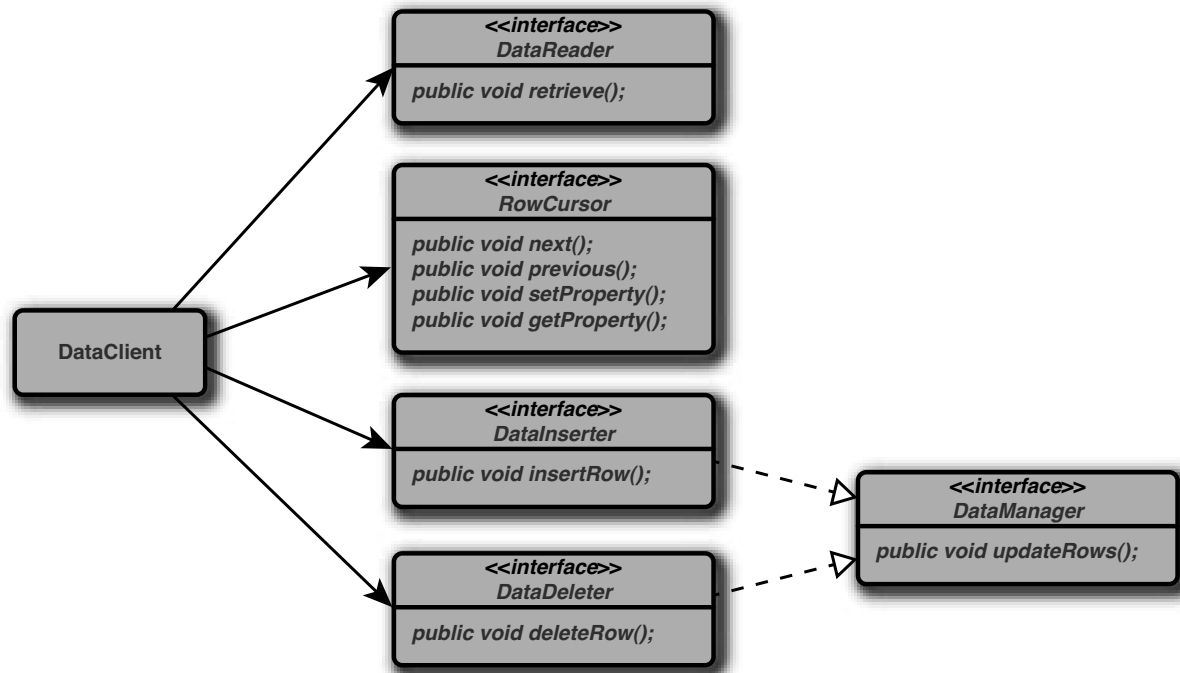 <<interface>>
DataReader
public void retrieve();
<<interface>>
RowCursor
public void next();
public void previous();
public void setProperty();
public void getProperty();
DataClient
<<interface>>
DataInserter
public void insertRow();
<<interface>>
DataManager
public void updateRows();
<<interface>>
DataDeleter
public void deleteRow();